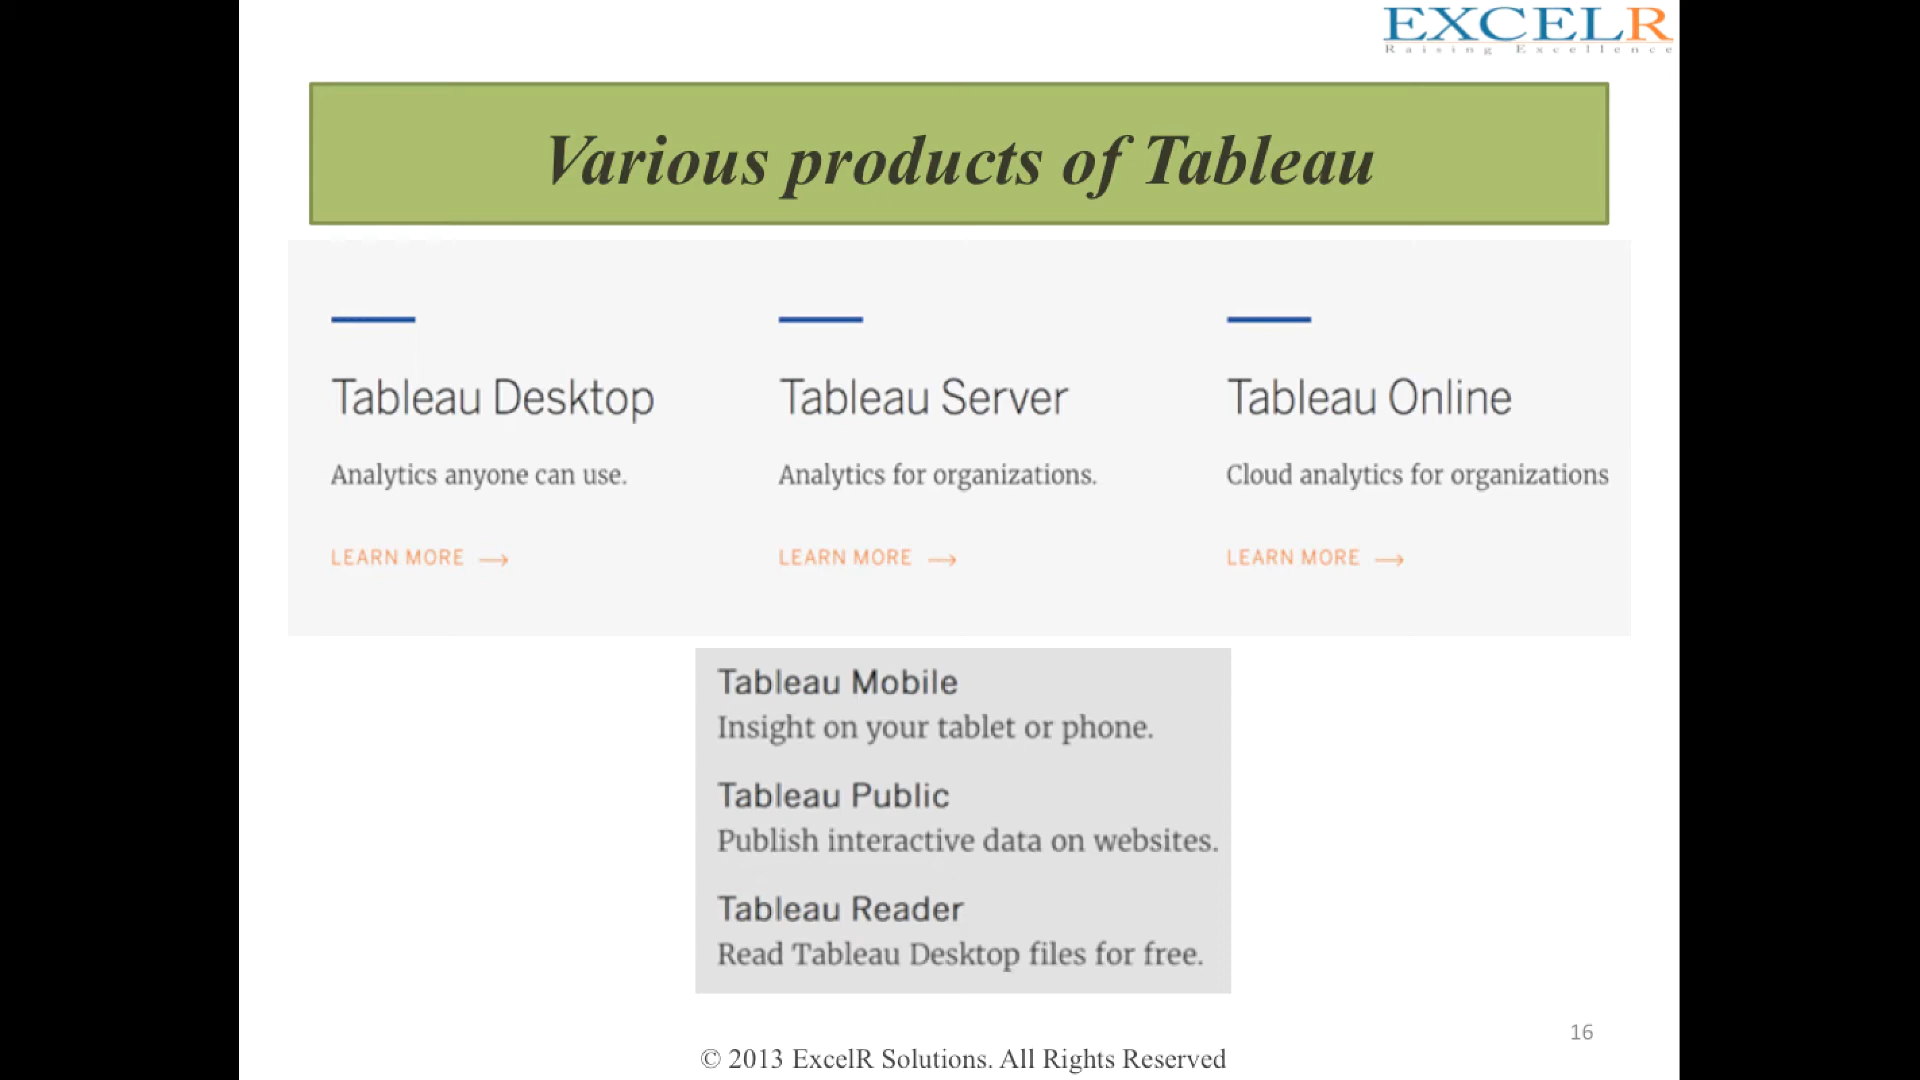 EXCELR
Raising Excellence
Various products of Tableau
Tableau Desktop
Analytics anyone can use.
LEARN MORE →
Tableau Server
Analytics for organizations.
LEARN MORE →
Tableau Online
Cloud analytics for organizations
LEARN MORE →
Tableau Mobile
Insight on your tablet or phone.
Tableau Public
Publish interactive data on websites.
Tableau Reader
Read Tableau Desktop files for free.
16
© 2013 ExcelR Solutions. All Rights Reserved